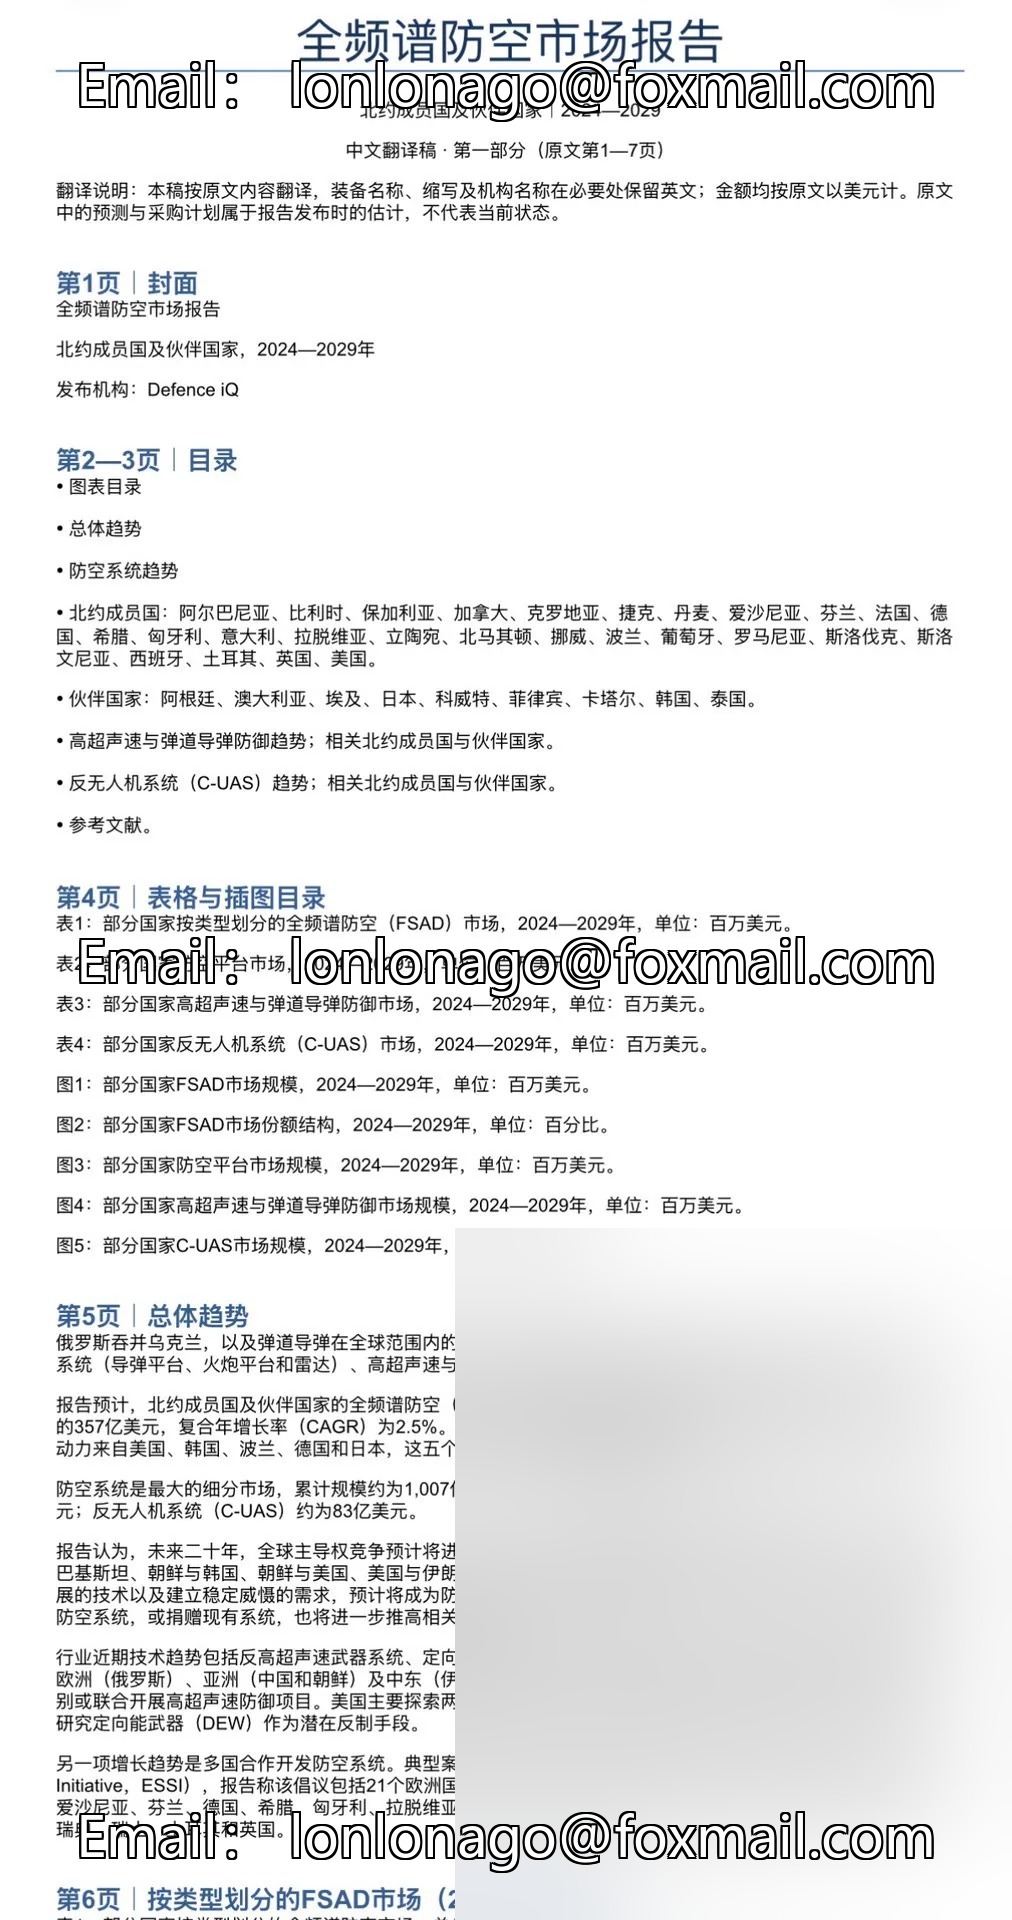 全频谱防空市场报告
Email： lonlonago@foxmail.com
北约成员国及伙伴国家｜2024—2029
中文翻译稿 · 第一部分（原文第1—7页）
翻译说明：本稿按原文内容翻译，装备名称、缩写及机构名称在必要处保留英文；金额均按原文以美元计。原文
中的预测与采购计划属于报告发布时的估计，不代表当前状态。
第1页｜封面
全频谱防空市场报告
北约成员国及伙伴国家，2024—2029年
发布机构：Defence iQ
第2—3页｜目录
• 图表目录
• 总体趋势
• 防空系统趋势
• 北约成员国：阿尔巴尼亚、比利时、保加利亚、加拿大、克罗地亚、捷克、丹麦、爱沙尼亚、芬兰、法国、德
国、希腊、匈牙利、意大利、拉脱维亚、立陶宛、北马其顿、挪威、波兰、葡萄牙、罗马尼亚、斯洛伐克、斯洛
文尼亚、西班牙、土耳其、英国、美国。
• 伙伴国家：阿根廷、澳大利亚、埃及、日本、科威特、菲律宾、卡塔尔、韩国、泰国。
• 高超声速与弹道导弹防御趋势；相关北约成员国与伙伴国家。
• 反无人机系统（C-UAS）趋势；相关北约成员国与伙伴国家。
• 参考文献。
第4页｜表格与插图目录
表1：部分国家按类型划分的全频谱防空（FSAD）市场，2024—2029年，单位：百万美元。
Email： lonlonago@foxmail.com
表2 平台市场，
表3：部分国家高超声速与弹道导弹防御市场，2024—2029年，单位：百万美元。
表4：部分国家反无人机系统（C-UAS）市场，2024—2029年，单位：百万美元。
图1：部分国家FSAD市场规模，2024—2029年，单位：百万美元。
图2：部分国家FSAD市场份额结构，2024—2029年，单位：百分比。
图3：部分国家防空平台市场规模，2024—2029年，单位：百万美元。
图4：部分国家高超声速与弹道导弹防御市场规模，2024—2029年，单位：百万美元。
图5：部分国家C-UAS市场规模，2024—2029年，
第5页｜总体趋势
俄罗斯吞并乌克兰，以及弹道导弹在全球范围内的
系统（导弹平台、火炮平台和雷达）、高超声速与
报告预计，北约成员国及伙伴国家的全频谱防空（
的357亿美元，复合年增长率（CAGR）为2.5%。
动力来自美国、韩国、波兰、德国和日本，这五个
防空系统是最大的细分市场，累计规模约为1,007亿
元；反无人机系统（C-UAS）约为83亿美元。
报告认为，未来二十年，全球主导权竞争预计将进
巴基斯坦、朝鲜与韩国、朝鲜与美国、美国与伊朗
展的技术以及建立稳定威慑的需求，预计将成为防
防空系统，或捐赠现有系统，也将进一步推高相关
行业近期技术趋势包括反高超声速武器系统、定向
欧洲（俄罗斯）、亚洲（中国和朝鲜）及中东（伊
别或联合开展高超声速防御项目。美国主要探索两
研究定向能武器（DEW）作为潜在反制手段。
另一项增长趋势是多国合作开发防空系统。典型案
Initiative，ESSI），报告称该倡议包括21个欧洲国
爱沙尼亚、芬兰、德国、希腊、匈牙利、拉脱维亚
Email： lonlonago@foxmail.com
和英国。
第6页｜按类型划分的FSAD市场（2